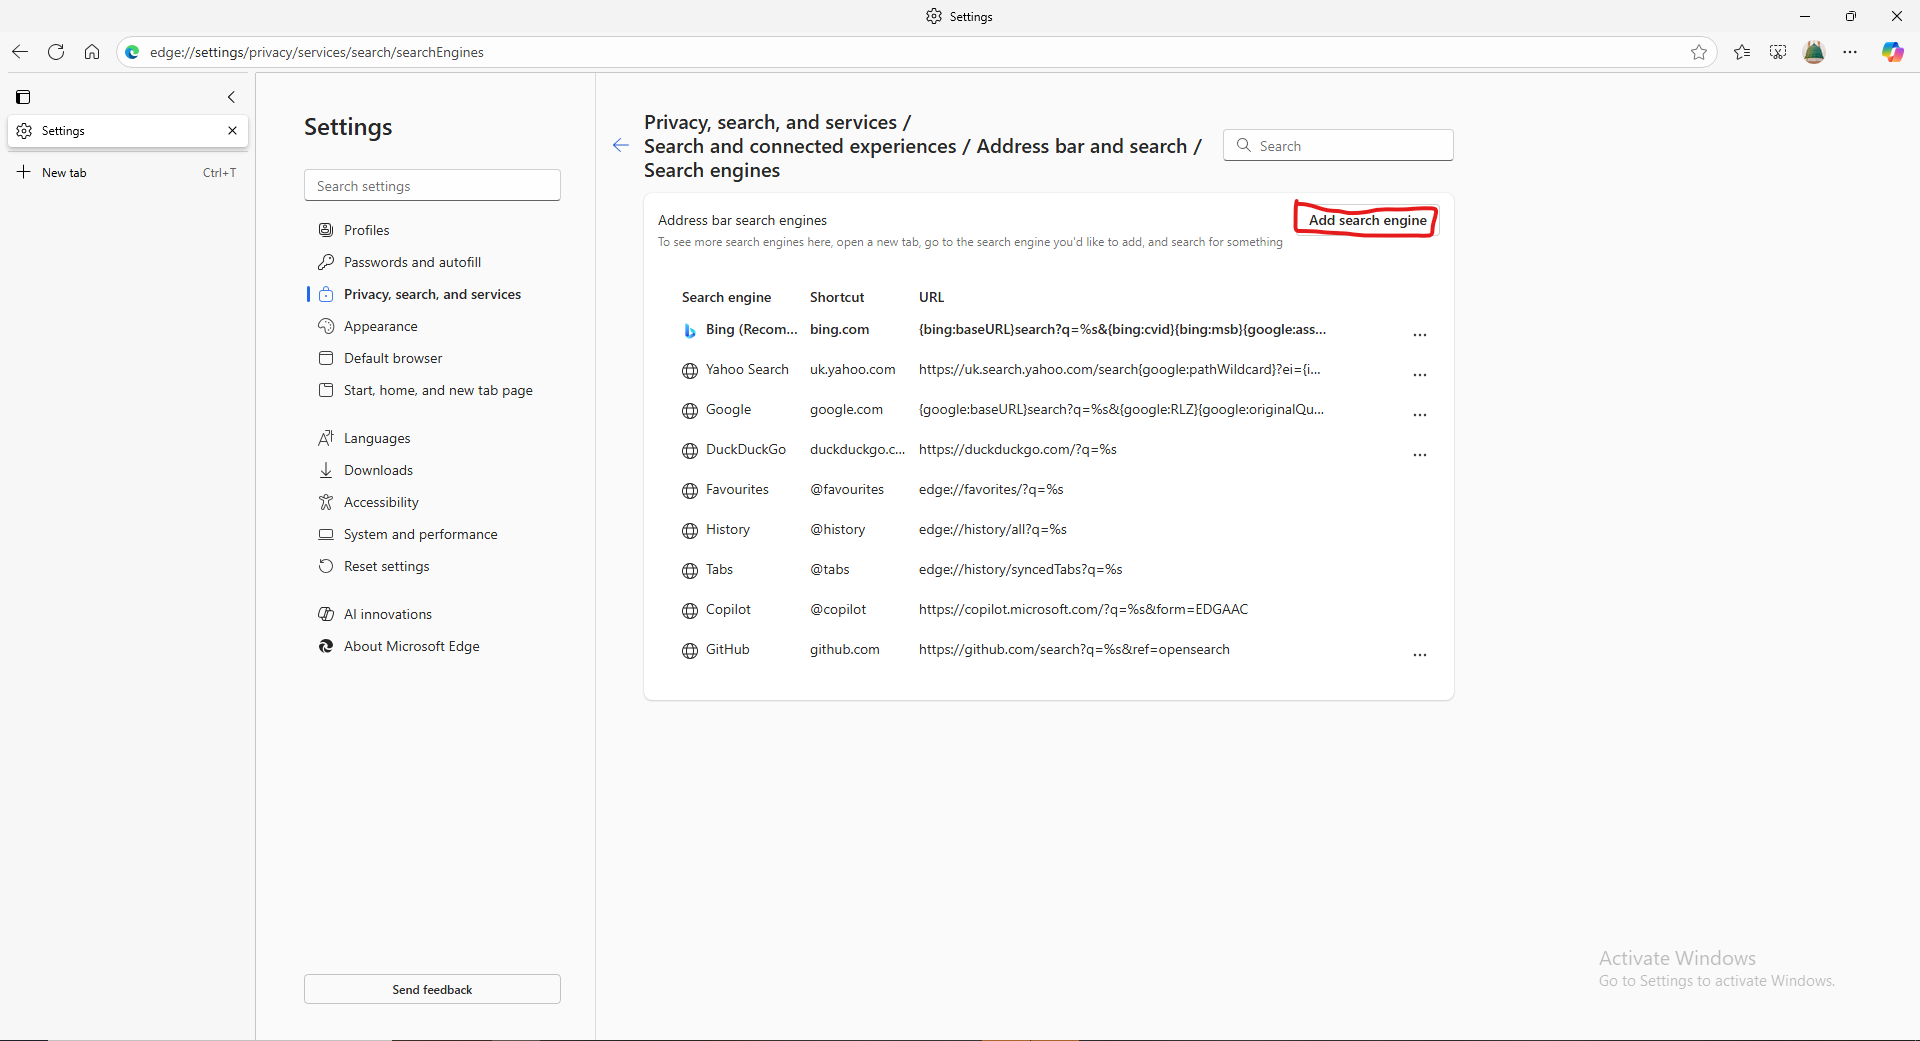 Settings
edge://settings/privacy/services/search/searchEngines
Settings
New tab Ctrl+T
Settings
Search settings
Profiles
Passwords and autofill
Privacy, search, and services
Appearance
Default browser
Start, home, and new tab page
Languages
Downloads
Accessibility
System and performance
Reset settings
AI innovations
About Microsoft Edge
Send feedback
Privacy, search, and services /
Search and connected experiences / Address bar and search /
Search engines
Search
Address bar search engines
Add search engine
To see more search engines here, open a new tab, go to the search engine you'd like to add, and search for something
Search engine Shortcut URL
Bing (Recom... bing.com {bing:baseURL}search?q=%s&{bing:cvid}{bing:msb}{google:ass...
Yahoo Search uk.yahoo.com https://uk.search.yahoo.com/search{google:pathWildcard}?ei={i...
Google google.com {google:baseURL}search?q=%s&{google:RLZ}{google:originalQu...
DuckDuckGo duckduckgo.c... https://duckduckgo.com/?q=%s
Favourites @favourites edge://favorites/?q=%s
History @history edge://history/all?q=%s
Tabs @tabs edge://history/syncedTabs?q=%s
Copilot @copilot https://copilot.microsoft.com/?q=%s&form=EDGAAC
GitHub github.com https://github.com/search?q=%s&ref=opensearch
Activate Windows
Go to Settings to activate Windows.